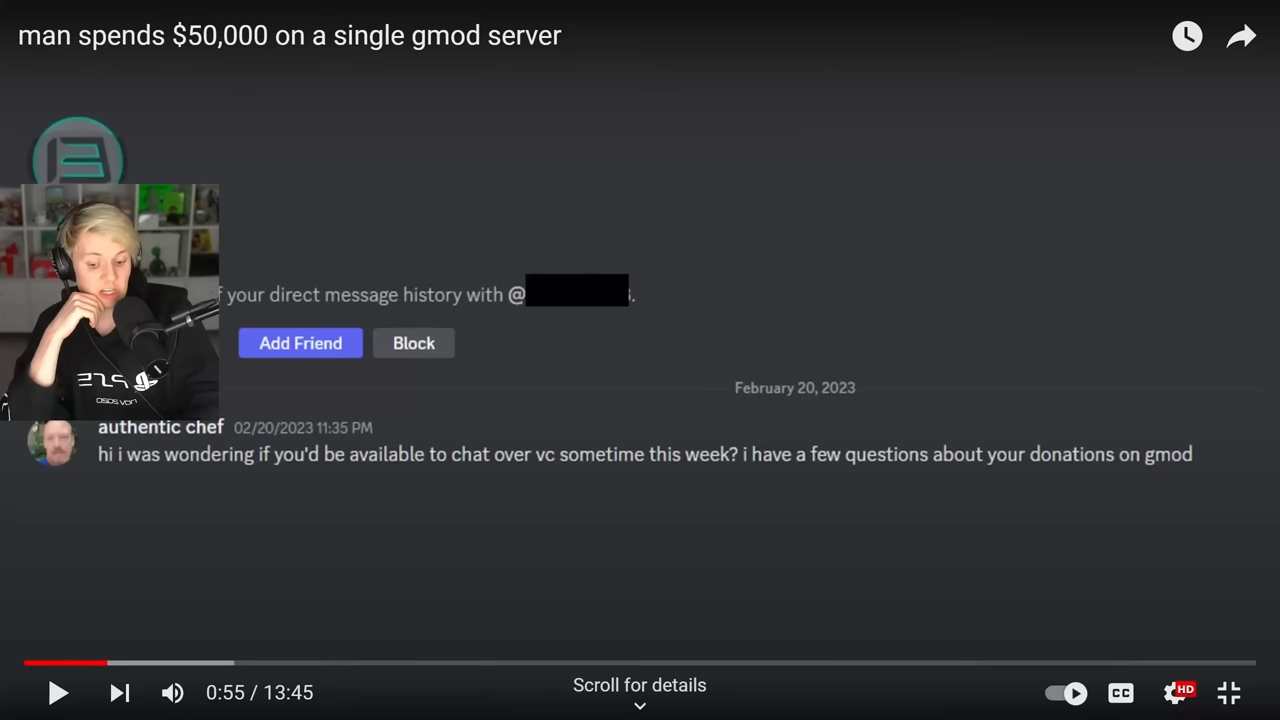 man spends $50,000 on a single gmod server
your direct message history with @
Add Friend
Block
February 20, 2023
authentic chef 02/20/2023 11:35 PM
hi i was wondering if you'd be available to chat over vc sometime this week? i have a few questions about your donations on gmod
0:55 / 13:45
Scroll for details
CC
HD